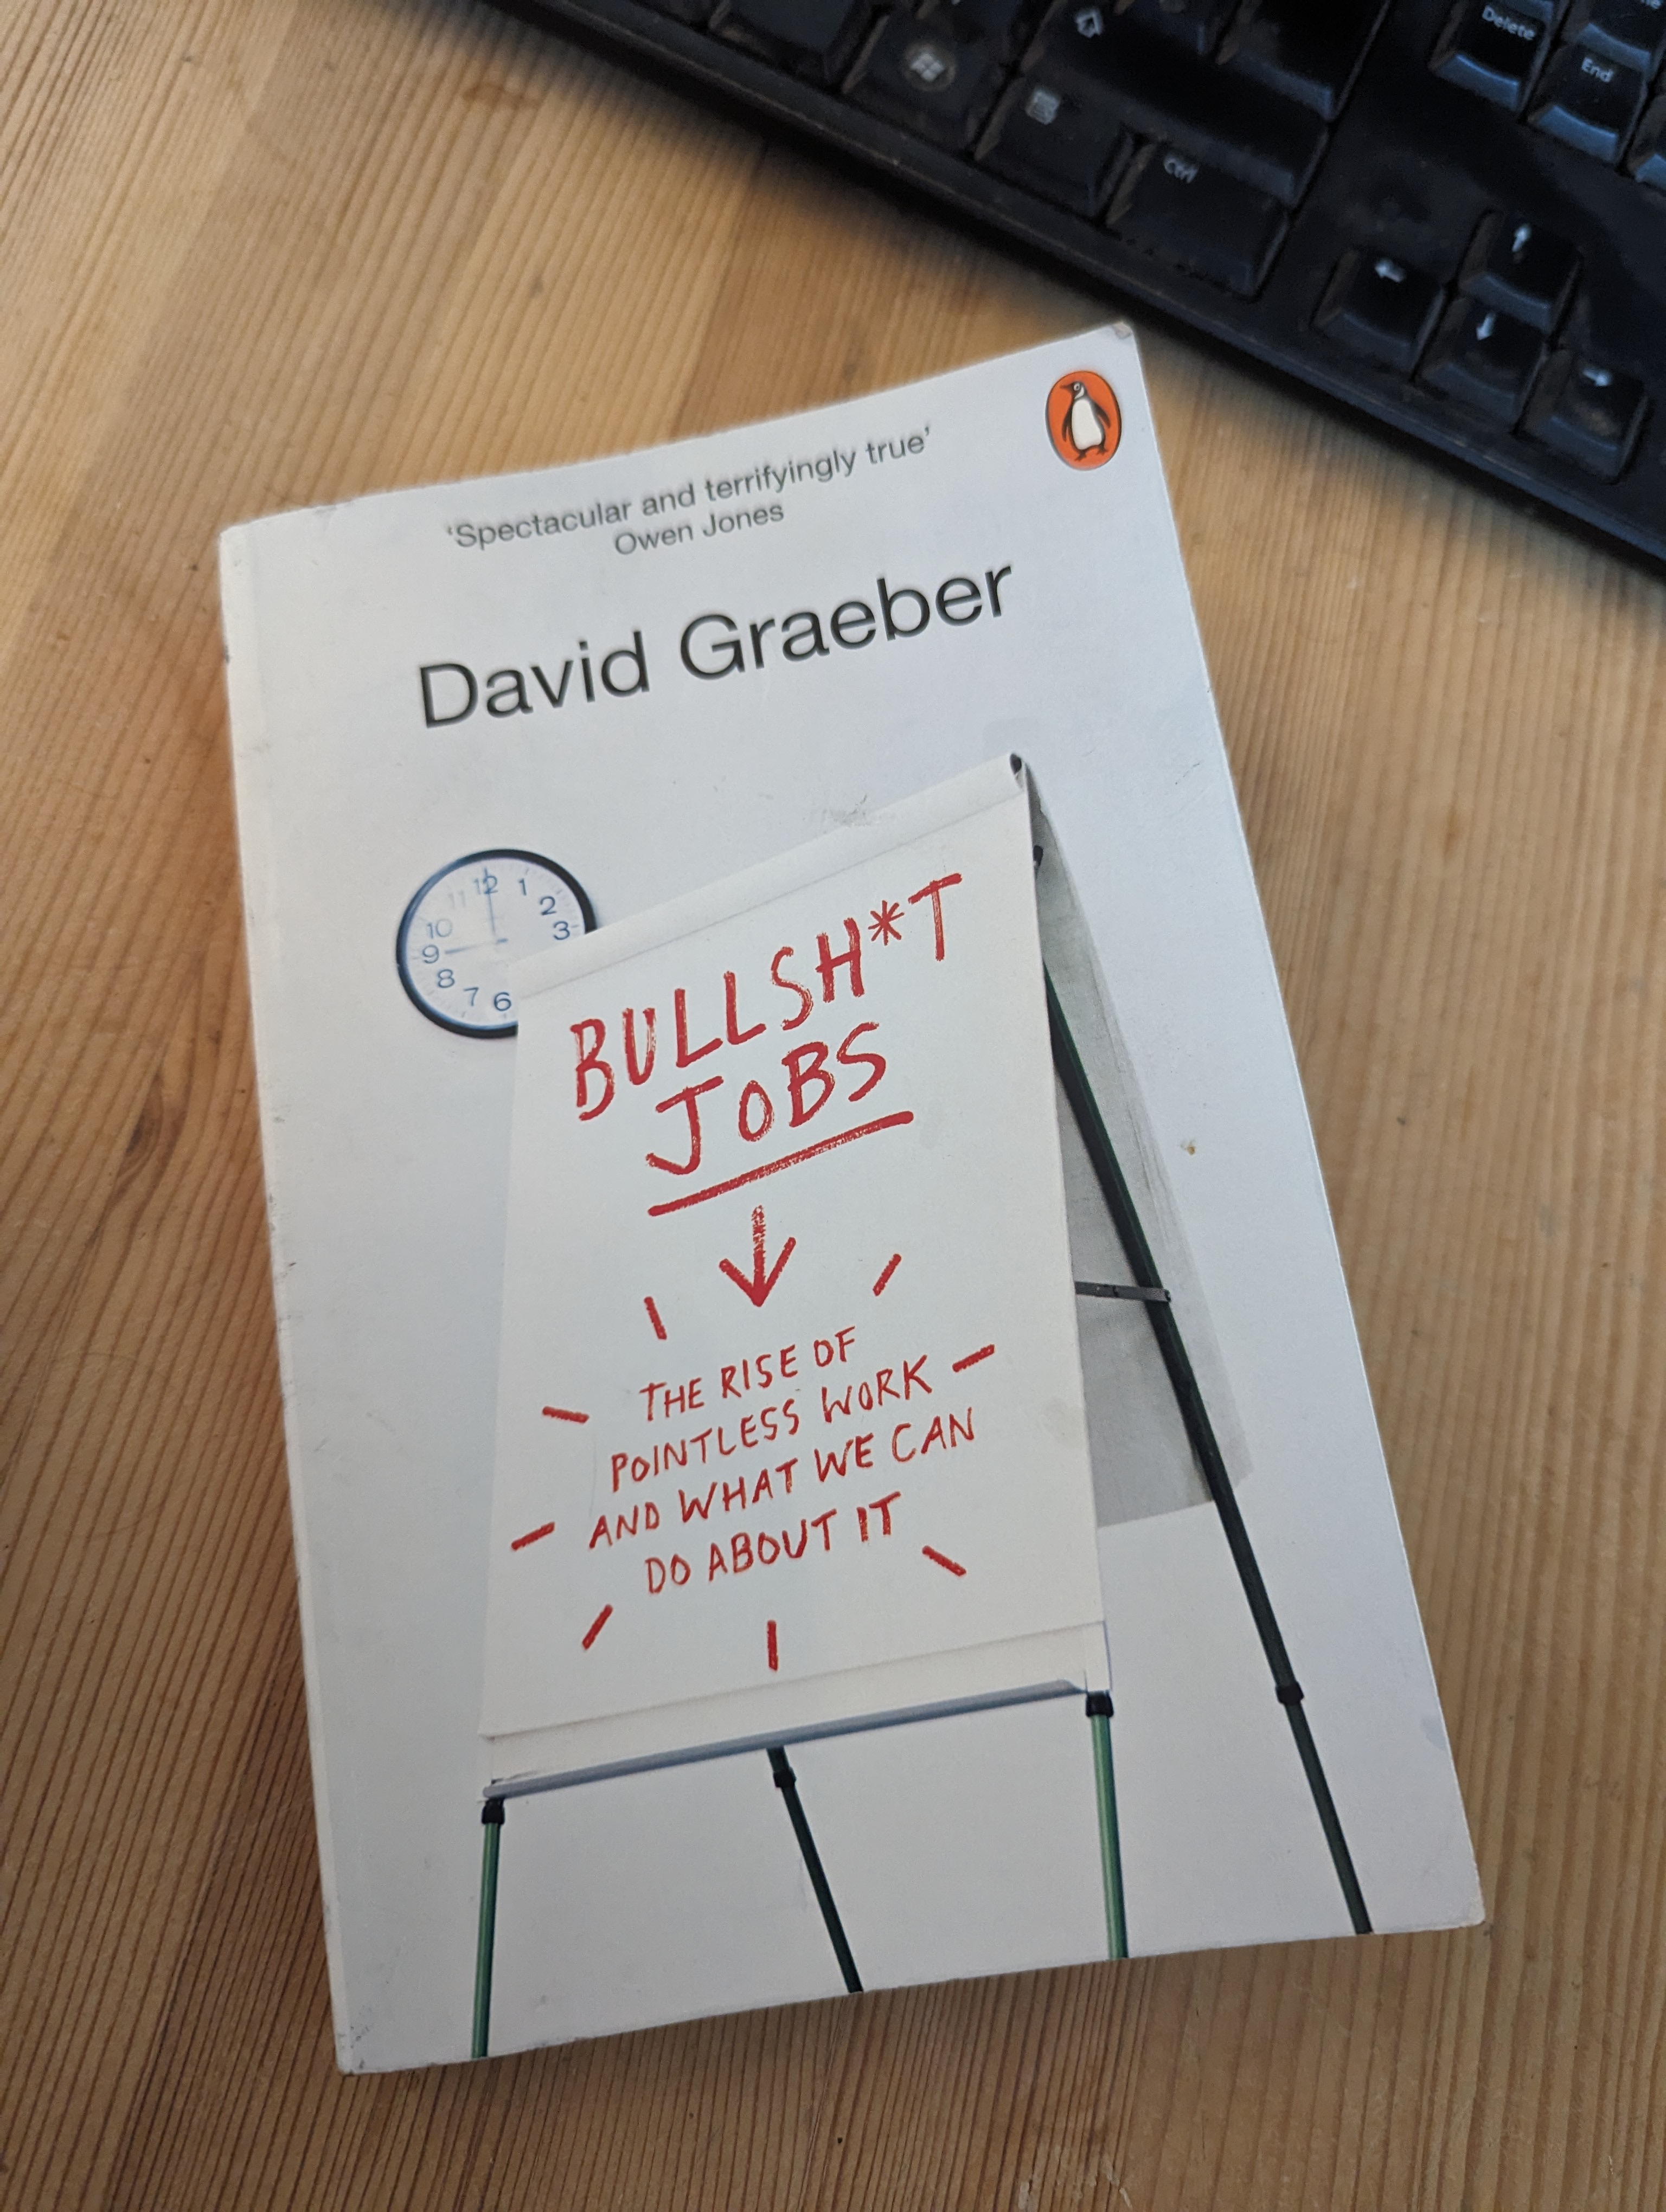 Delete
End
Ctrl
'Spectacular and terrifyingly true'
Owen Jones
David Graeber
12
11
1
10
2
9
3
8
7
6
BULLSH*T
JOBS
THE RISE OF
POINTLESS WORK
AND WHAT WE CAN
DO ABOUT IT